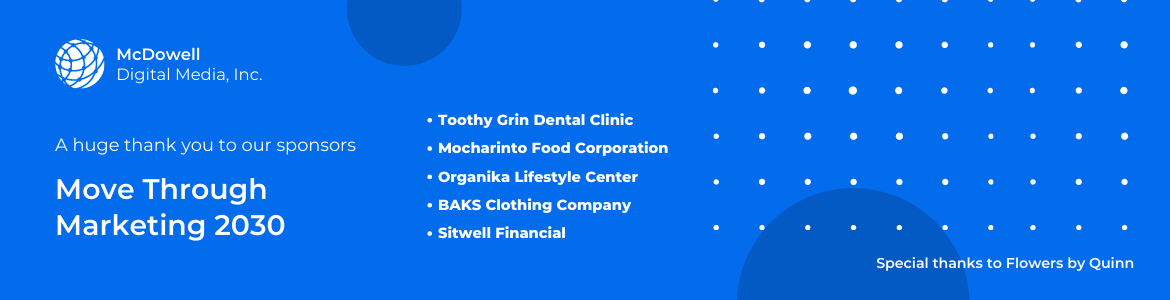 McDowell
Digital Media, Inc.
A huge thank you to our sponsors
Move Through
Marketing 2030
• Toothy Grin Dental Clinic
• Mocharinto Food Corporation
• Organika Lifestyle Center
• BAKS Clothing Company
• Sitwell Financial
Special thanks to Flowers by Quinn